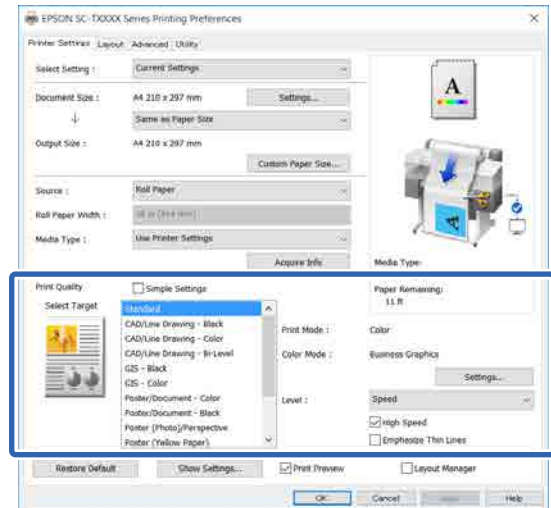 EPSON SC-TXXXX Series Printing Preferences
Printer Settings Layout Advanced Utility
Select Setting : Current Settings
Document Size : A4 210 x 297 mm Settings...
Same as Paper Size
Output Size : A4 210 x 297 mm
Custom Paper Size...
Source : Roll Paper
Roll Paper Width :
Media Type : Use Printer Settings
Acquire Info Media Type:
Print Quality Simple Settings Paper Remaining:
Select Target Standard 11 ft
CAD/Line Drawing - Black
CAD/Line Drawing - Color Print Mode : Color
CAD/Line Drawing - Bi-Level Color Mode : Business Graphics
GIS - Black
GIS - Color Settings...
Poster/Document - Color Level : Speed
Poster/Document - Black
Poster (Photo)/Perspective High Speed
Poster (Yellow Paper) Emphasize Thin Lines
Restore Default Show Settings... Print Preview Layout Manager
OK Cancel Help
A